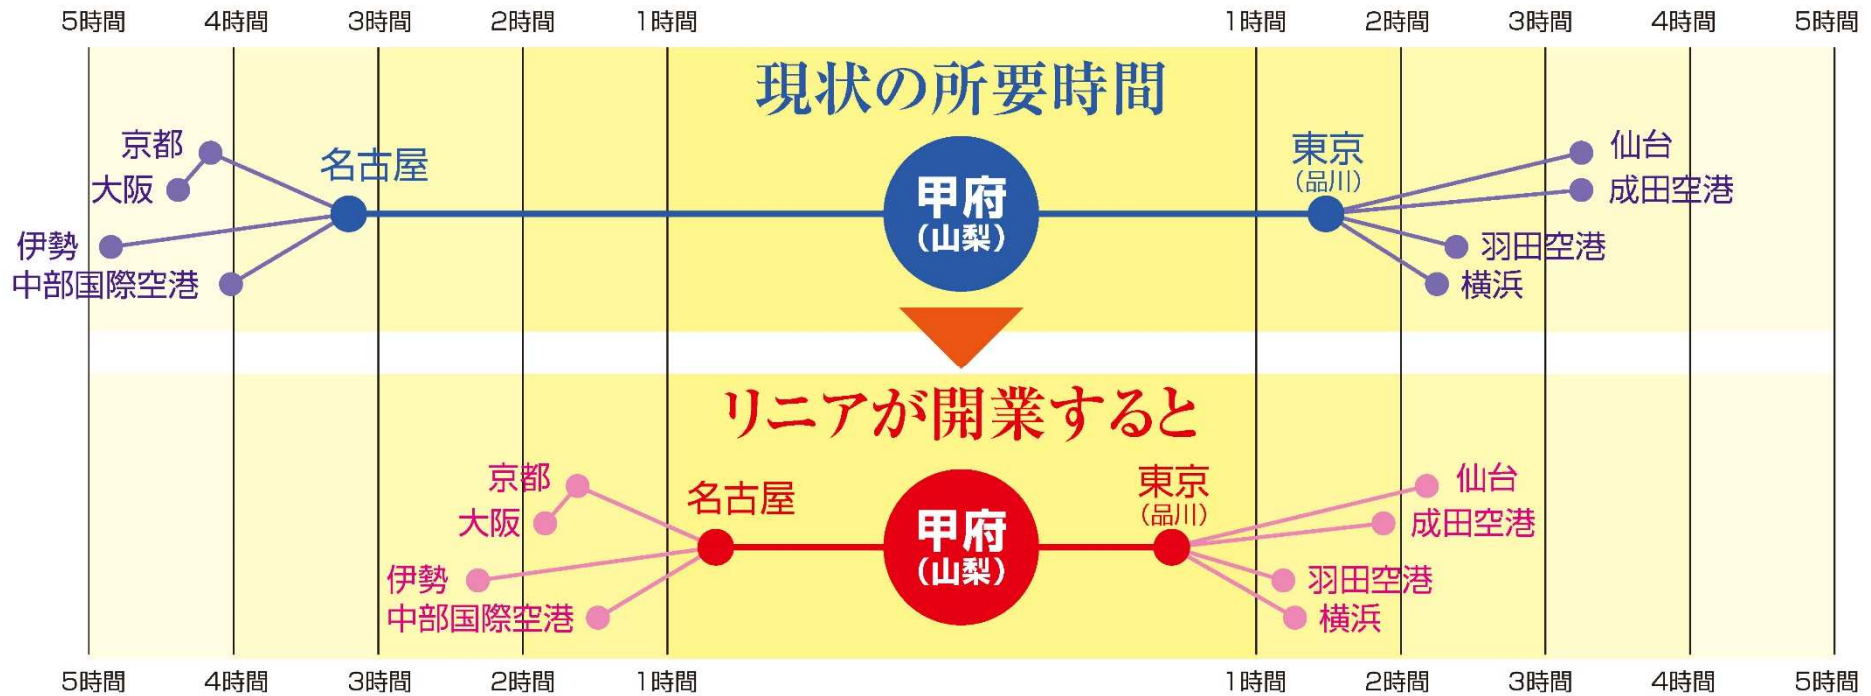 5時間 4時間 3時間 2時間 1時間 1時間 2時間 3時間 4時間 5時間
現状の所要時間
京都
大阪
伊勢
中部国際空港
名古屋
甲府
(山梨)
東京
(品川)
仙台
成田空港
羽田空港
横浜
リニアが開業すると
京都
大阪
伊勢
中部国際空港
名古屋
甲府
(山梨)
東京
(品川)
仙台
成田空港
羽田空港
横浜
5時間 4時間 3時間 2時間 1時間 1時間 2時間 3時間 4時間 5時間